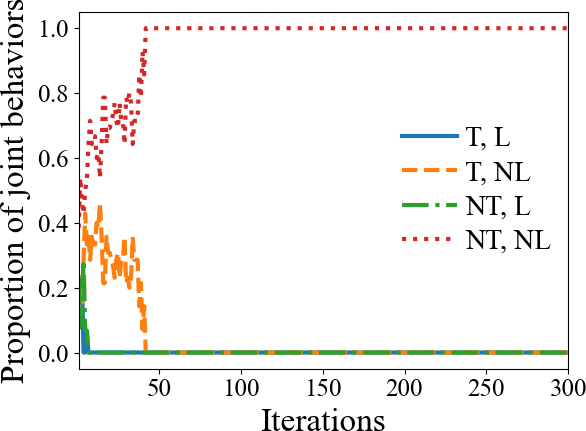 Proportion of joint behaviors
1.0
0.8
0.6
0.4
0.2
0.0
T, L
T, NL
NT, L
NT, NL
50 100 150 200 250 300
Iterations